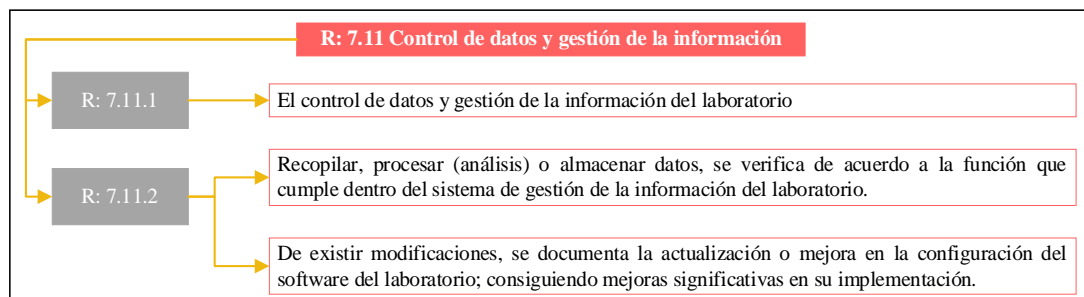 R: 7.11 Control de datos y gestión de la información
R: 7.11.1
El control de datos y gestión de la información del laboratorio
R: 7.11.2
Recopilar, procesar (análisis) o almacenar datos, se verifica de acuerdo a la función que
cumple dentro del sistema de gestión de la información del laboratorio.
De existir modificaciones, se documenta la actualización o mejora en la configuración del
software del laboratorio; consiguiendo mejoras significativas en su implementación.